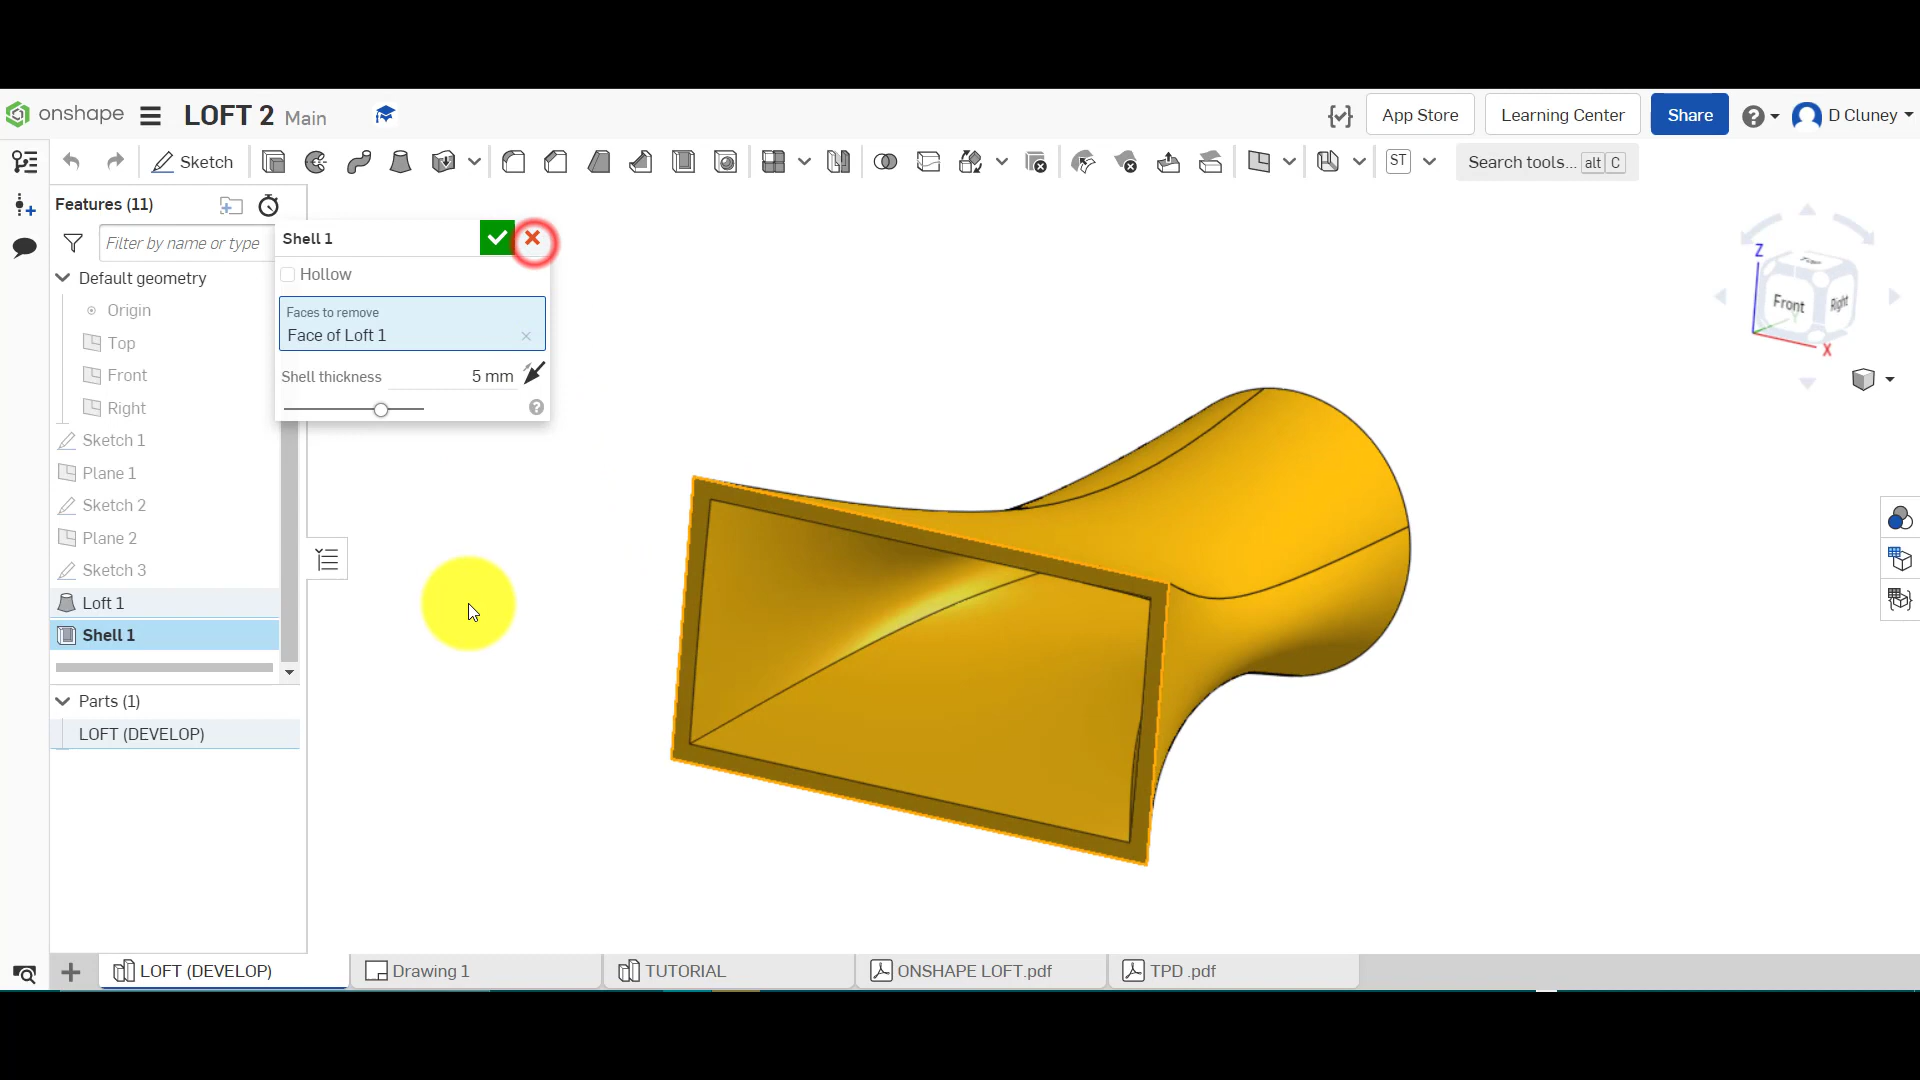 onshape LOFT 2 Main
App Store Learning Center Share D Cluney
Sketch ST Search tools... alt C
Features (11)
Filter by name or type
Default geometry
Origin
Top
Front
Right
Sketch 1
Plane 1
Sketch 2
Plane 2
Sketch 3
Loft 1
Shell 1
Parts (1)
LOFT (DEVELOP)
Shell 1
Hollow
Faces to remove
Face of Loft 1
Shell thickness 5 mm
Z
Top
Front Right
Y
X
LOFT (DEVELOP) Drawing 1 TUTORIAL ONSHAPE LOFT.pdf TPD .pdf